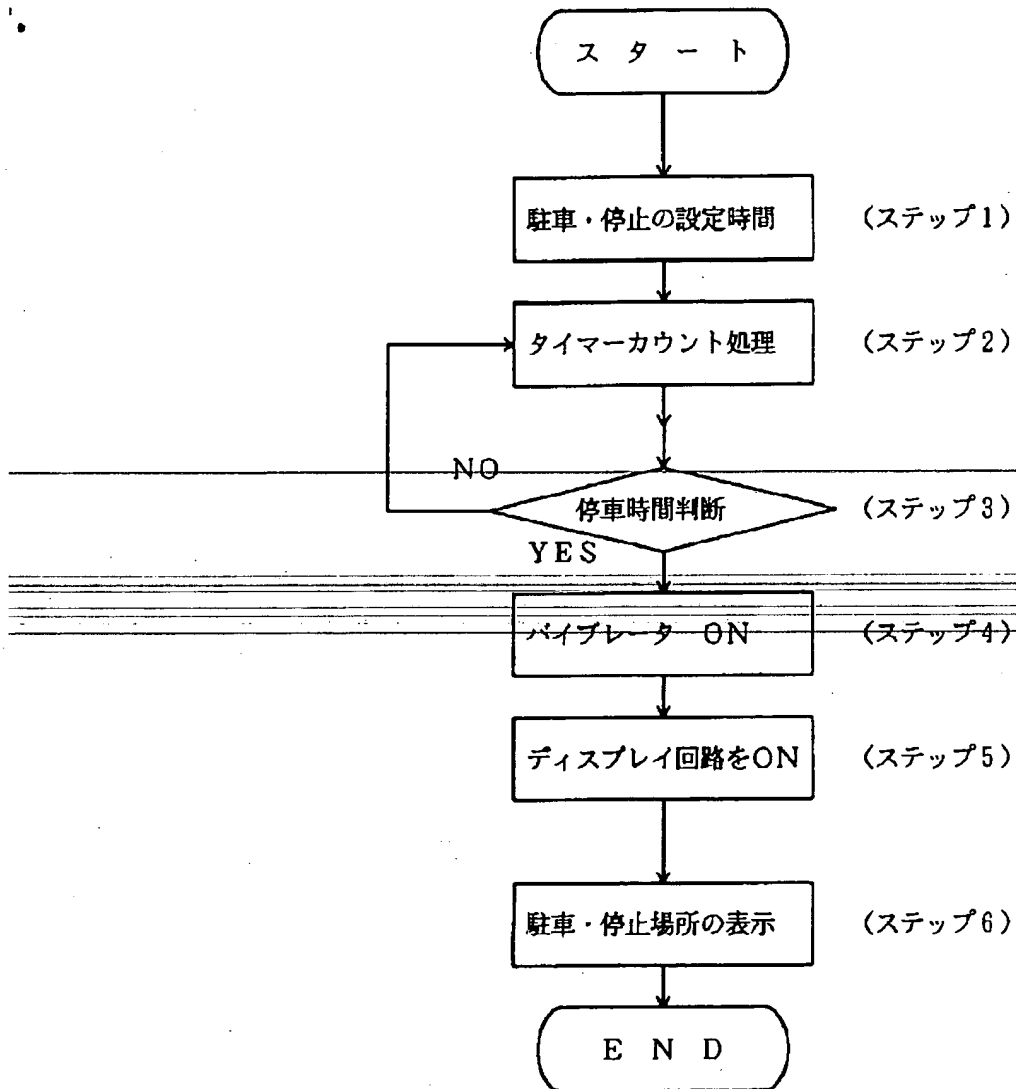 スタート
駐車・停止の設定時間 (ステップ1)
タイマーカウント処理 (ステップ2)
NO
停車時間判断 (ステップ3)
YES
バイブレータ ON (ステップ4)
ディスプレイ回路をON (ステップ5)
駐車・停止場所の表示 (ステップ6)
END